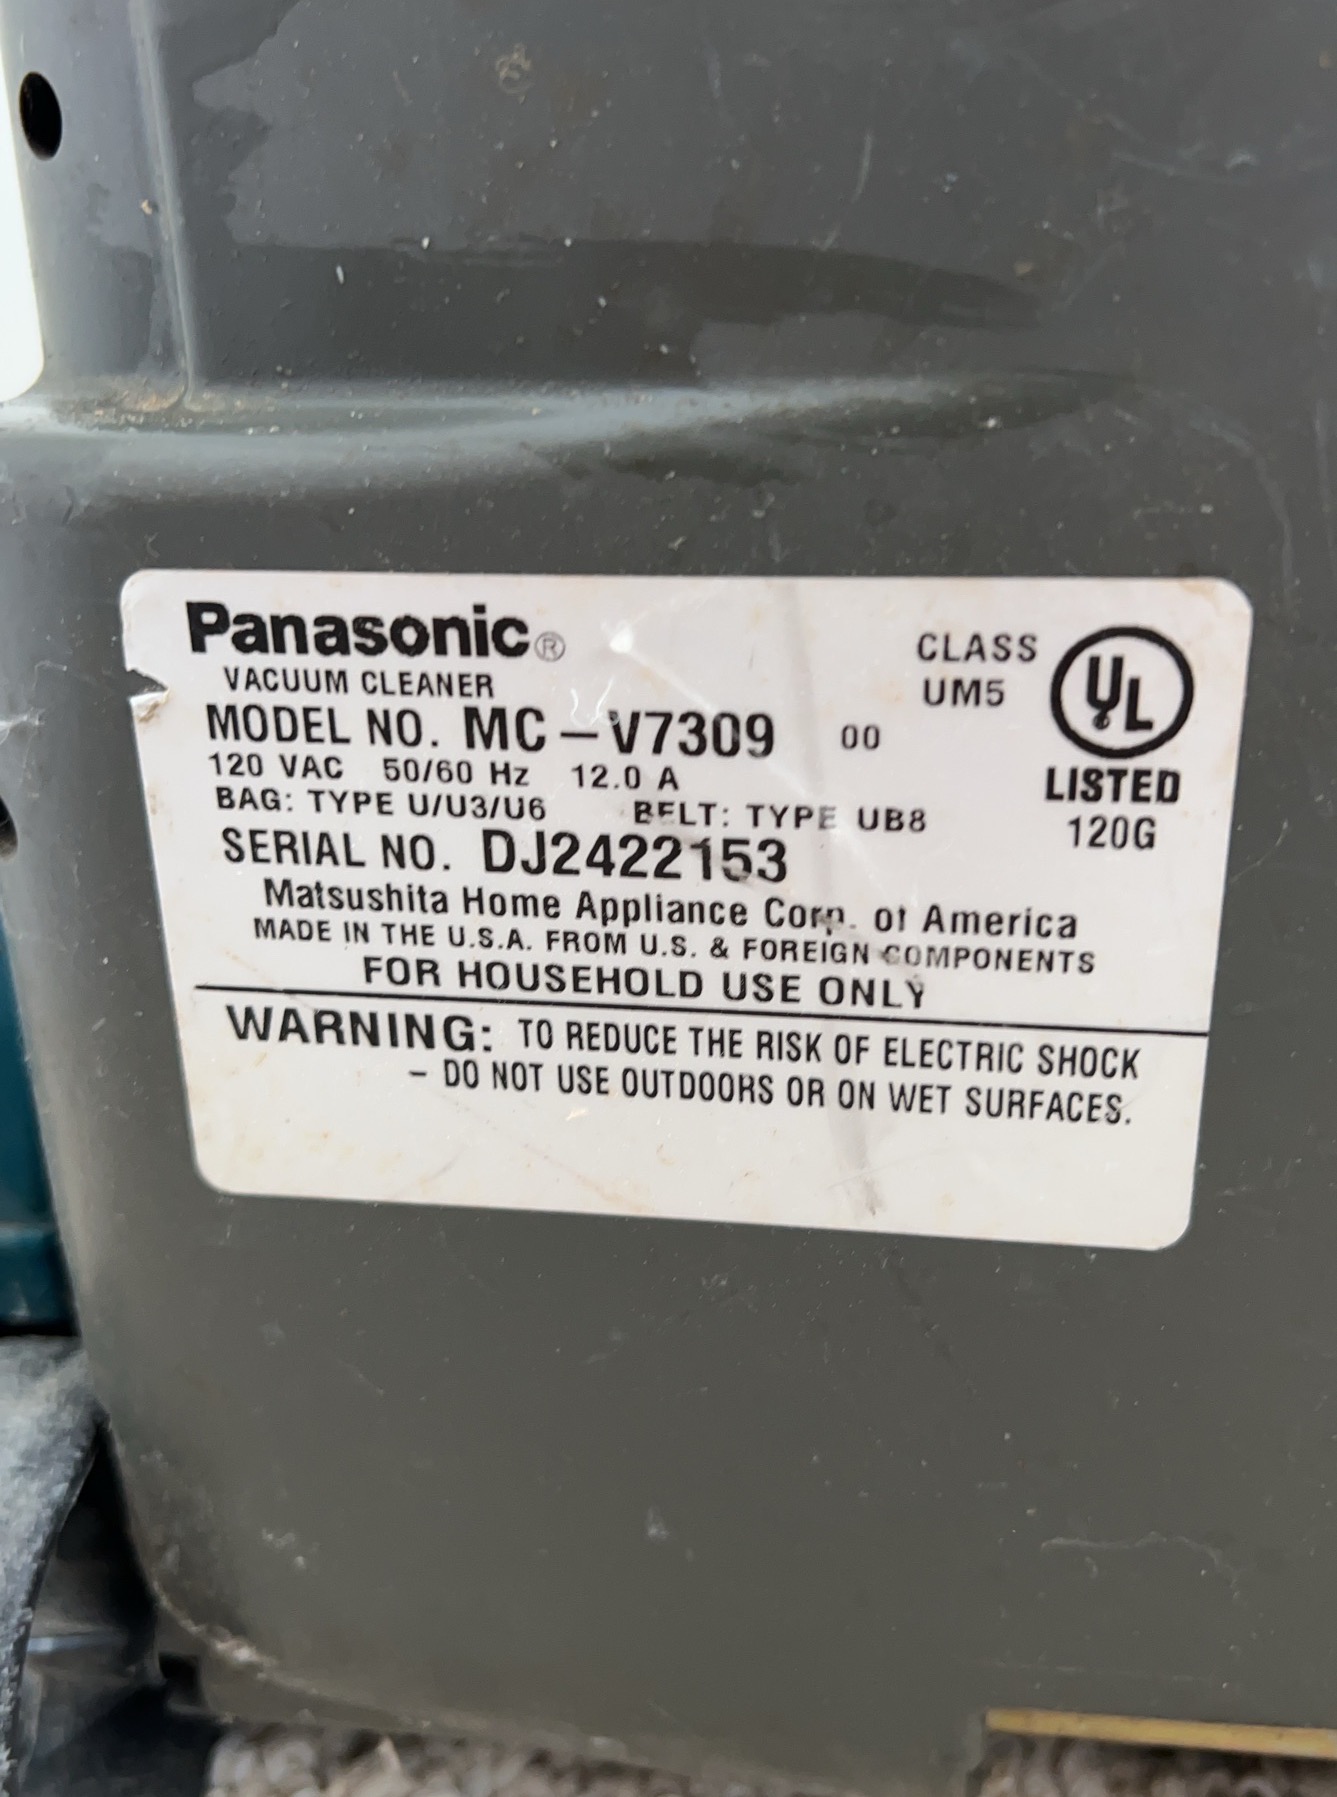 Panasonic®
CLASS
UM5
UL
VACUUM CLEANER
MODEL NO. MC-V7309 00
120 VAC 50/60 Hz 12.0 A
LISTED
BAG: TYPE U/U3/U6 BELT: TYPE UB8
120G
SERIAL NO. DJ2422153
Matsushita Home Appliance Corp. of America
MADE IN THE U.S.A. FROM U.S. & FOREIGN COMPONENTS
FOR HOUSEHOLD USE ONLY
WARNING: TO REDUCE THE RISK OF ELECTRIC SHOCK
- DO NOT USE OUTDOORS OR ON WET SURFACES.